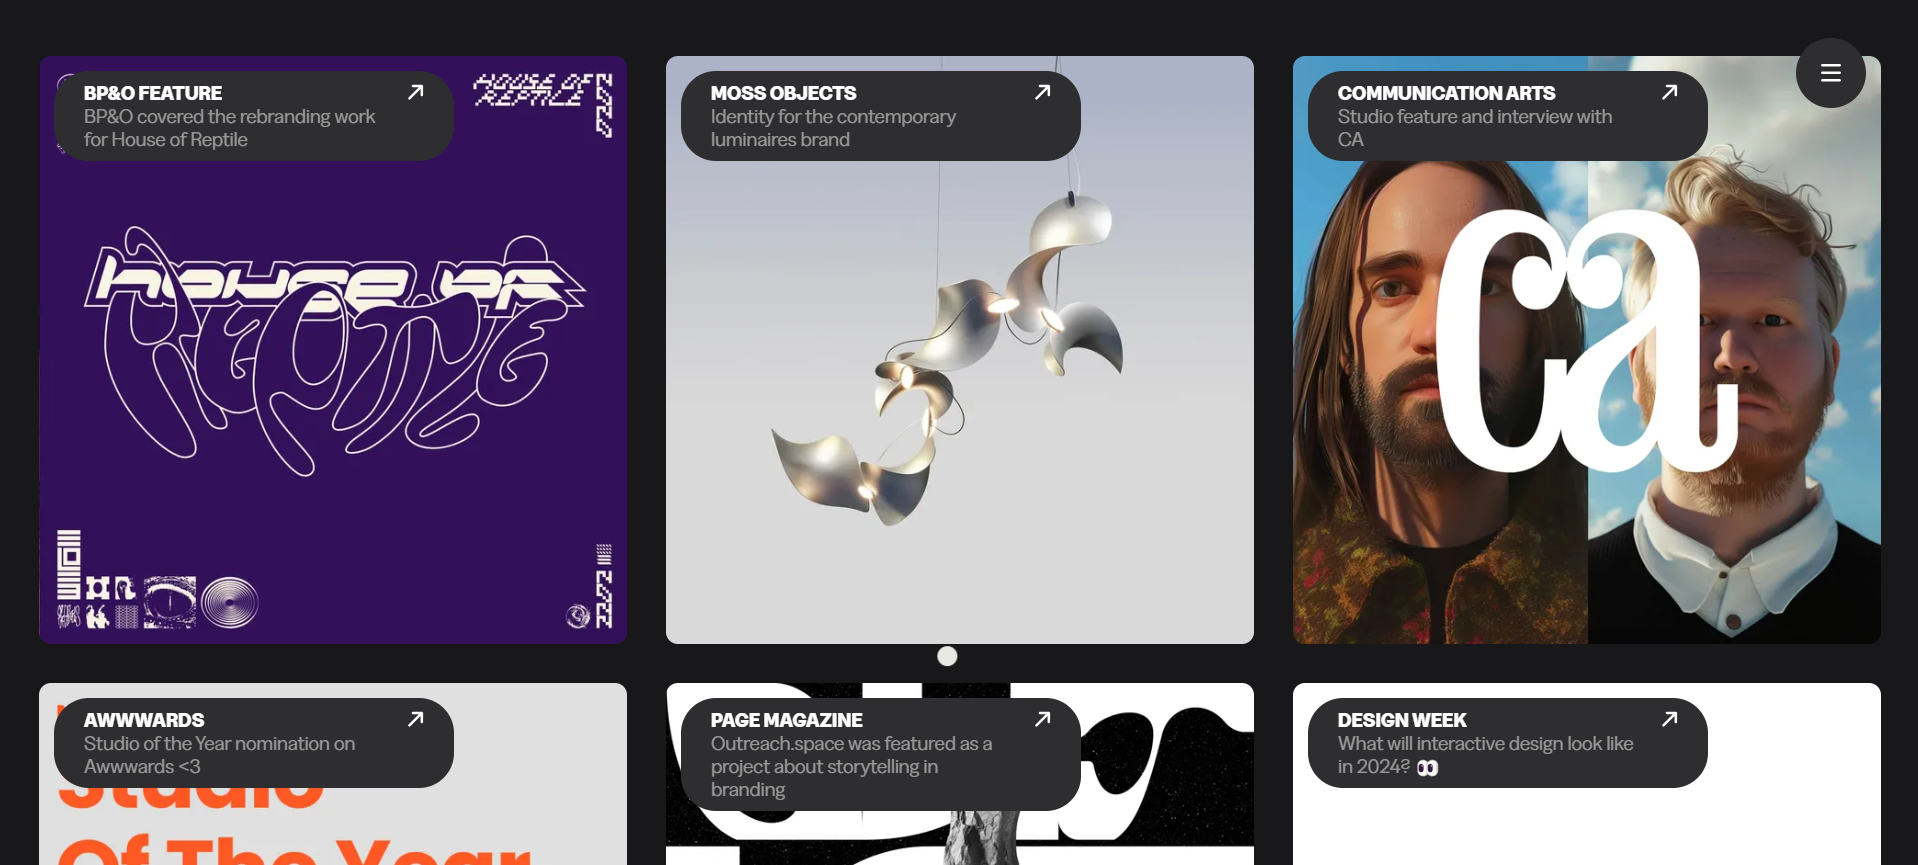 BP&O FEATURE
BP&O covered the rebranding work
for House of Reptile
HOUSE OF
REPTILE
house of
REPTILE
MOSS OBJECTS
Identity for the contemporary
luminaires brand
COMMUNICATION ARTS
Studio feature and interview with
CA
ca
AWWWARDS
Studio of the Year nomination on
Awwwards <3
Studio
Of The Year
PAGE MAGAZINE
Outreach.space was featured as a
project about storytelling in
branding
DESIGN WEEK
What will interactive design look like
in 2024? 👀